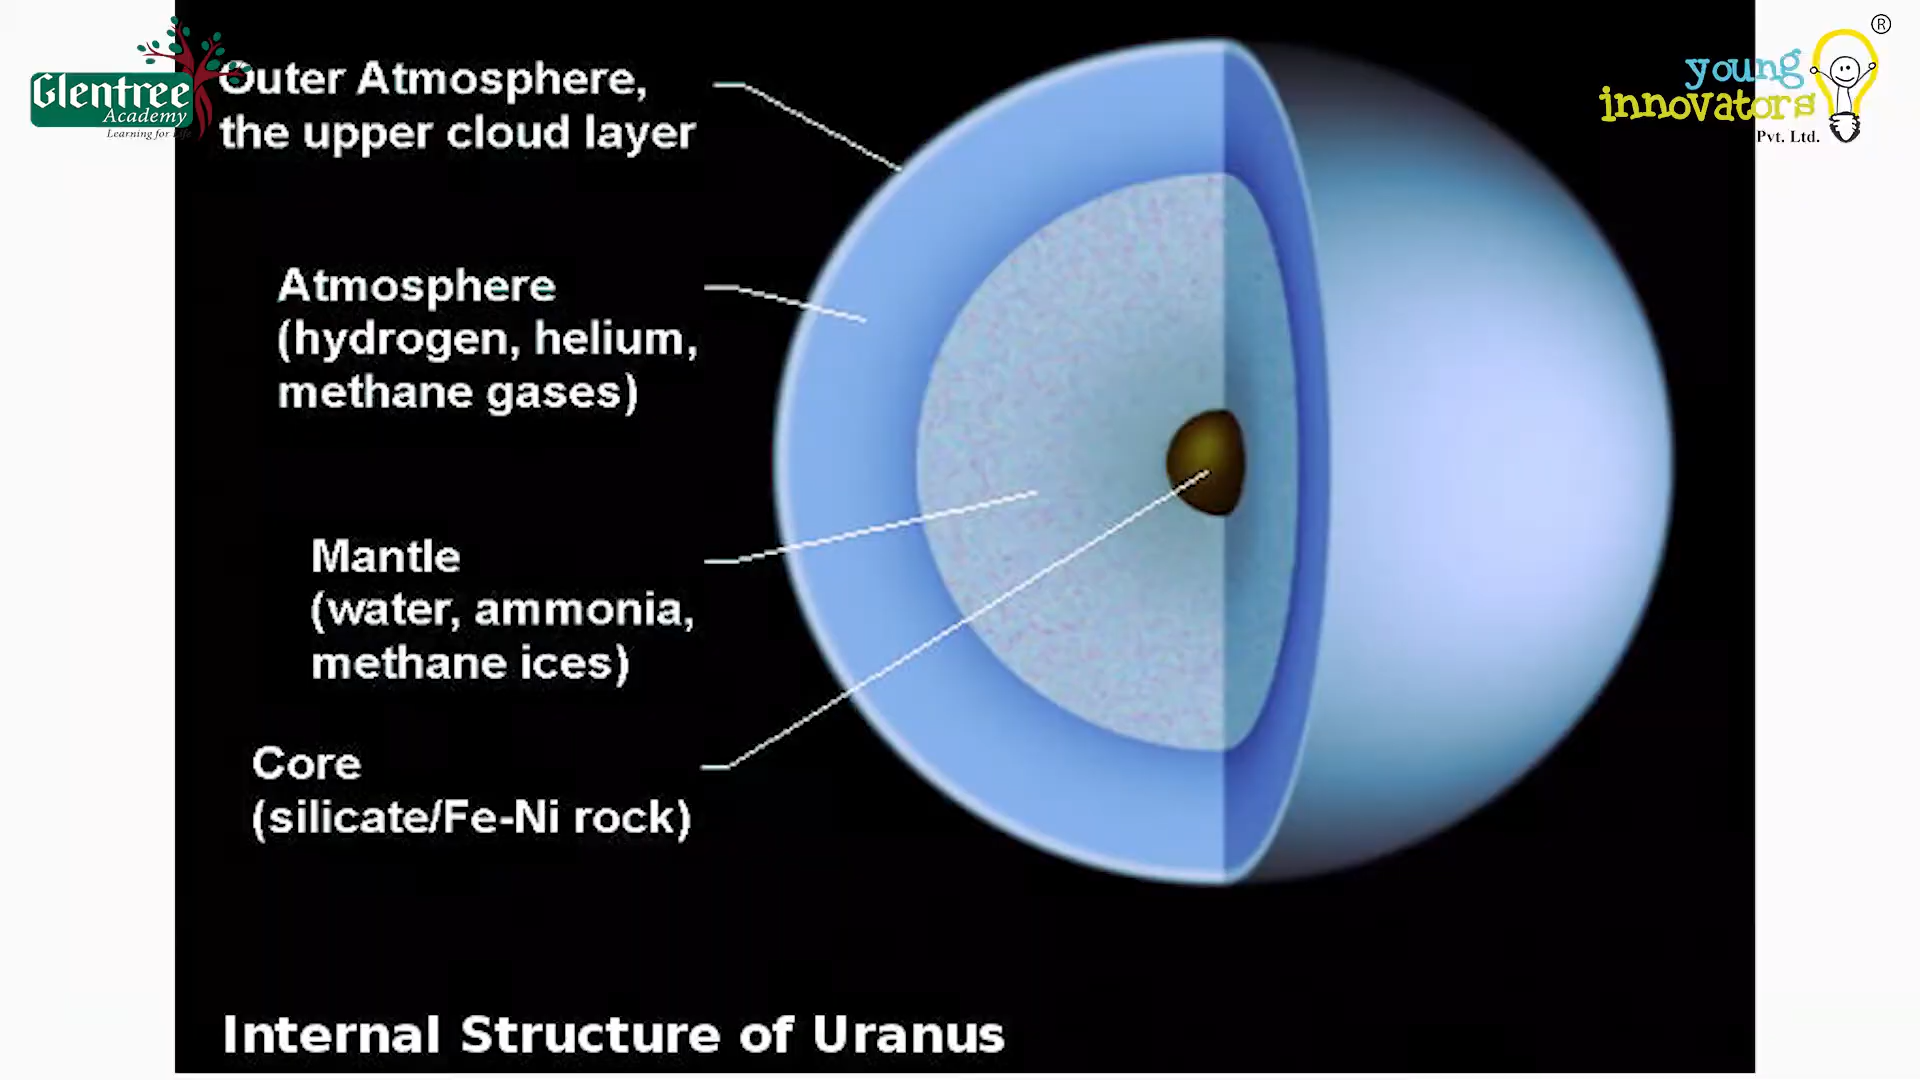 Glentree
Academy
Learning for Life
young
innovators
®
Pvt. Ltd.
Outer Atmosphere,
the upper cloud layer
Atmosphere
(hydrogen, helium,
methane gases)
Mantle
(water, ammonia,
methane ices)
Core
(silicate/Fe-Ni rock)
Internal Structure of Uranus